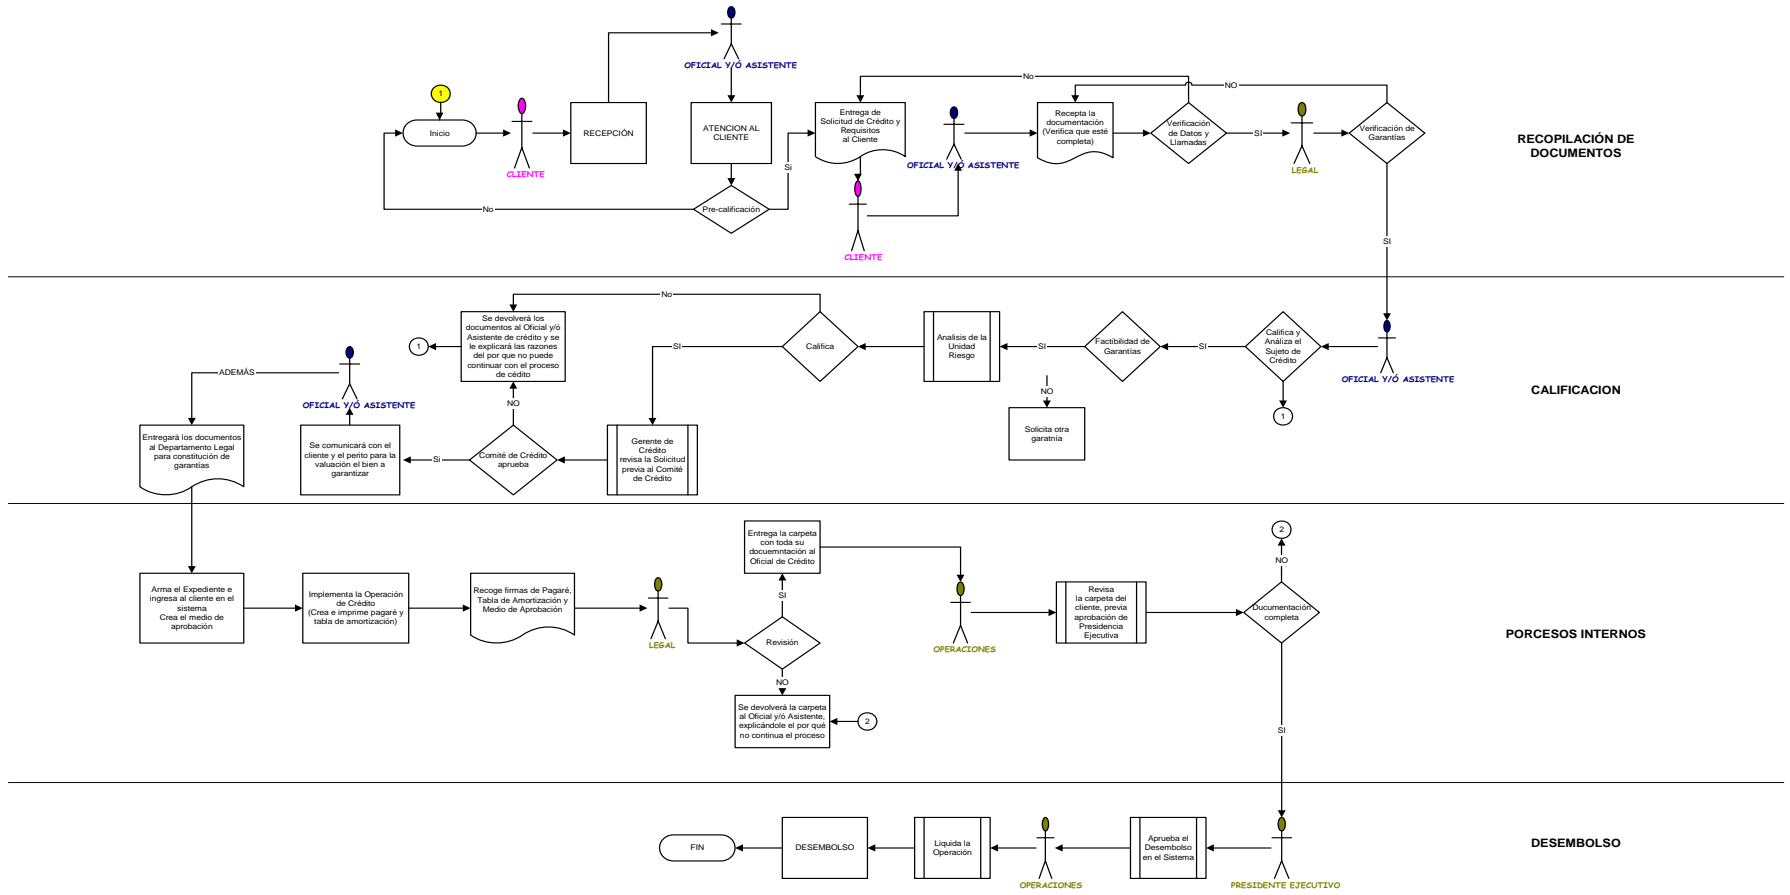 OFICIAL Y/Ó ASISTENTE
No
NO
1
Inicio
CLIENTE
RECEPCIÓN
ATENCION AL
CLIENTE
Si
Entrega de
Solicitud de Crédito y
Requisitos
al Cliente
OFICIAL Y/Ó ASISTENTE
Recepta la
documentación
(Verifica que esté
completa)
Verificación
de Datos y
Llamadas
SI
LEGAL
Verificación de
Garantías
RECOPILACIÓN DE
DOCUMENTOS
No
Pre-calificación
CLIENTE
SI
No
Se devolverá los
documentos al Oficial y/ó
Asistente de crédito y se
le explicará las razones
del por que no puede
continuar con el proceso
de cédito
1
SI
Califica
Analisis de la
Unidad
Riesgo
SI
Factibilidad de
Garantías
SI
Califica y
Análiza el
Sujeto de
Crédito
OFICIAL Y/Ó ASISTENTE
CALIFICACION
ADEMÁS
OFICIAL Y/Ó ASISTENTE
NO
NO
Solicita otra
garatnía
1
Entregará los documentos
al Departamento Legal
para constitución de
garantías
Se comunicará con el
cliente y el perito para la
valuación el bien a
garantizar
Si
Comité de Crédito
aprueba
Gerente de
Crédito
revisa la Solicitud
previa al Comité
de Crédito
Entrega la carpeta
con toda su
docuemntación al
Oficial de Crédito
2
NO
Arma el Expediente e
ingresa al cliente en el
sistema
Crea el medio de
aprobación
Implementa la Operación
de Crédito
(Crea e imprime pagaré y
tabla de amortización)
Recoge firmas de Pagaré,
Tabla de Amortización y
Medio de Aprobación
LEGAL
SI
Revisión
NO
OPERACIONES
Revisa
la carpeta del
cliente, previa
aprobación de
Presidencia
Ejecutiva
Ducumentación
completa
PORCESOS INTERNOS
Se devolverá la carpeta
al Oficial y/ó Asistente,
explicándole el por qué
no continua el proceso
2
SI
FIN
DESEMBOLSO
Liquida la
Operación
OPERACIONES
Aprueba el
Desembolso
en el Sistema
PRESIDENTE EJECUTIVO
DESEMBOLSO